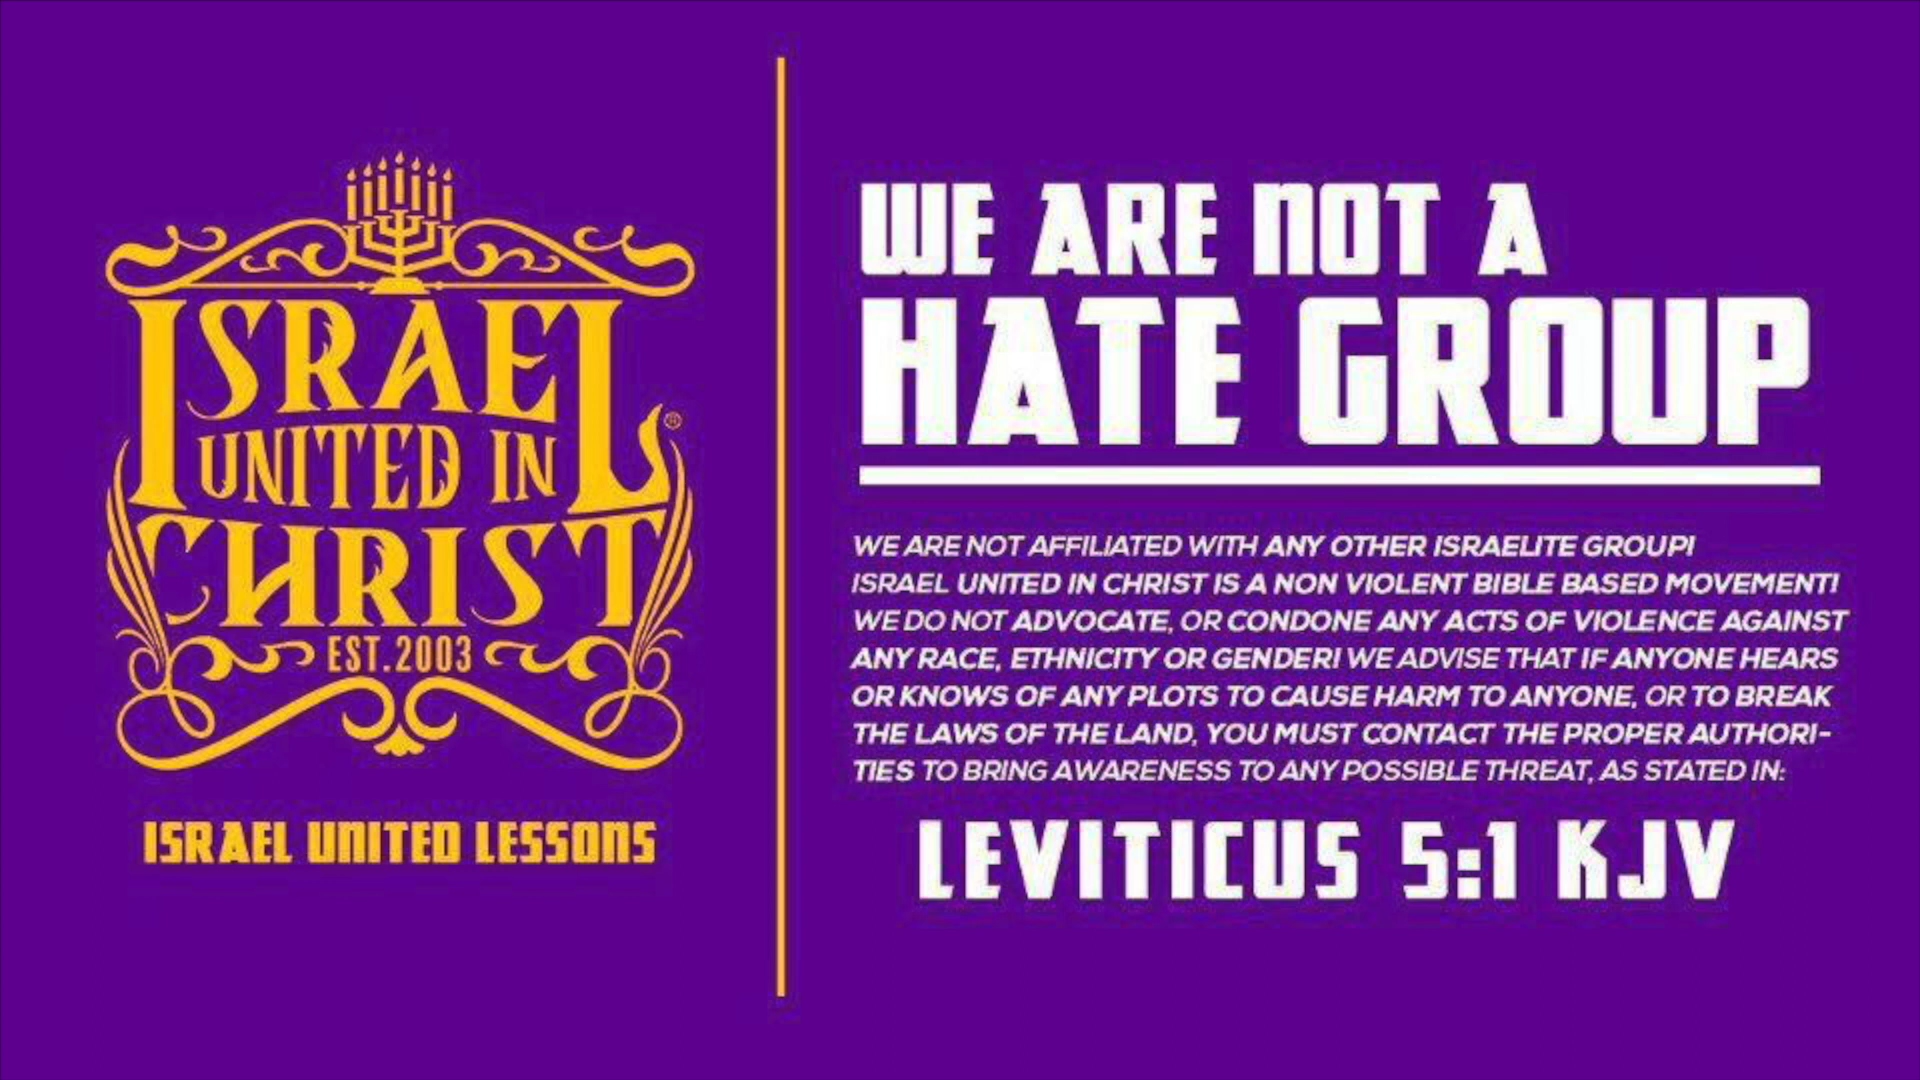 ISRAEL
UNITED IN
CHRIST
®
EST.2003
ISRAEL UNITED LESSONS
WE ARE NOT A
HATE GROUP
WE ARE NOT AFFILIATED WITH ANY OTHER ISRAELITE GROUP!
ISRAEL UNITED IN CHRIST IS A NON VIOLENT BIBLE BASED MOVEMENT!
WE DO NOT ADVOCATE, OR CONDONE ANY ACTS OF VIOLENCE AGAINST
ANY RACE, ETHNICITY OR GENDER! WE ADVISE THAT IF ANYONE HEARS
OR KNOWS OF ANY PLOTS TO CAUSE HARM TO ANYONE, OR TO BREAK
THE LAWS OF THE LAND, YOU MUST CONTACT THE PROPER AUTHORI-
TIES TO BRING AWARENESS TO ANY POSSIBLE THREAT, AS STATED IN:
LEVITICUS 5:1 KJV